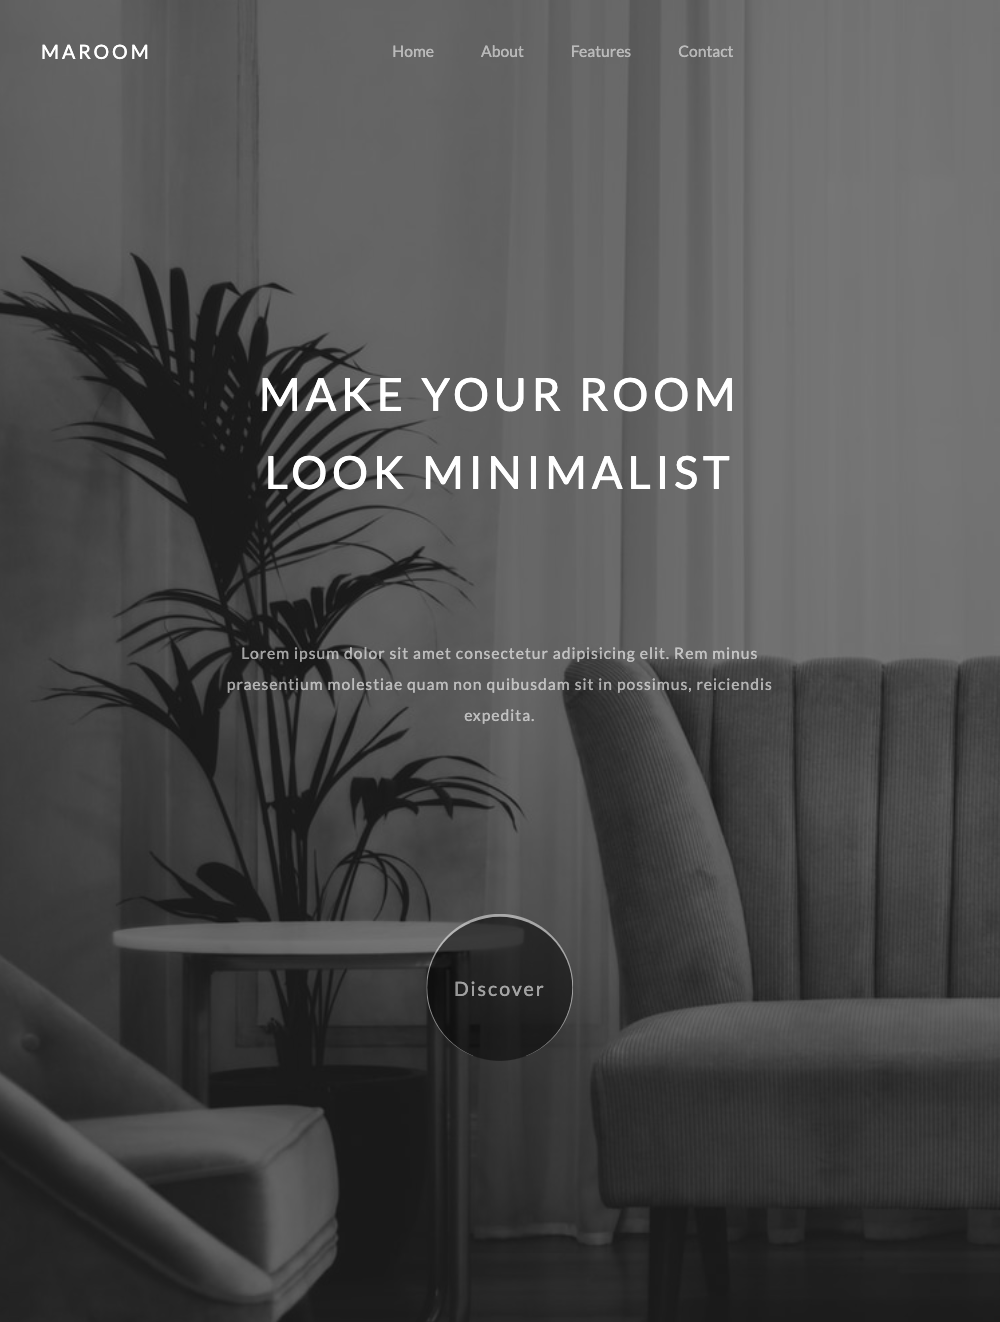 MAROOM
Home About Features Contact
MAKE YOUR ROOM
LOOK MINIMALIST
Lorem ipsum dolor sit amet consectetur adipisicing elit. Rem minus
praesentium molestiae quam non quibusdam sit in possimus, reiciendis
expedita.
Discover